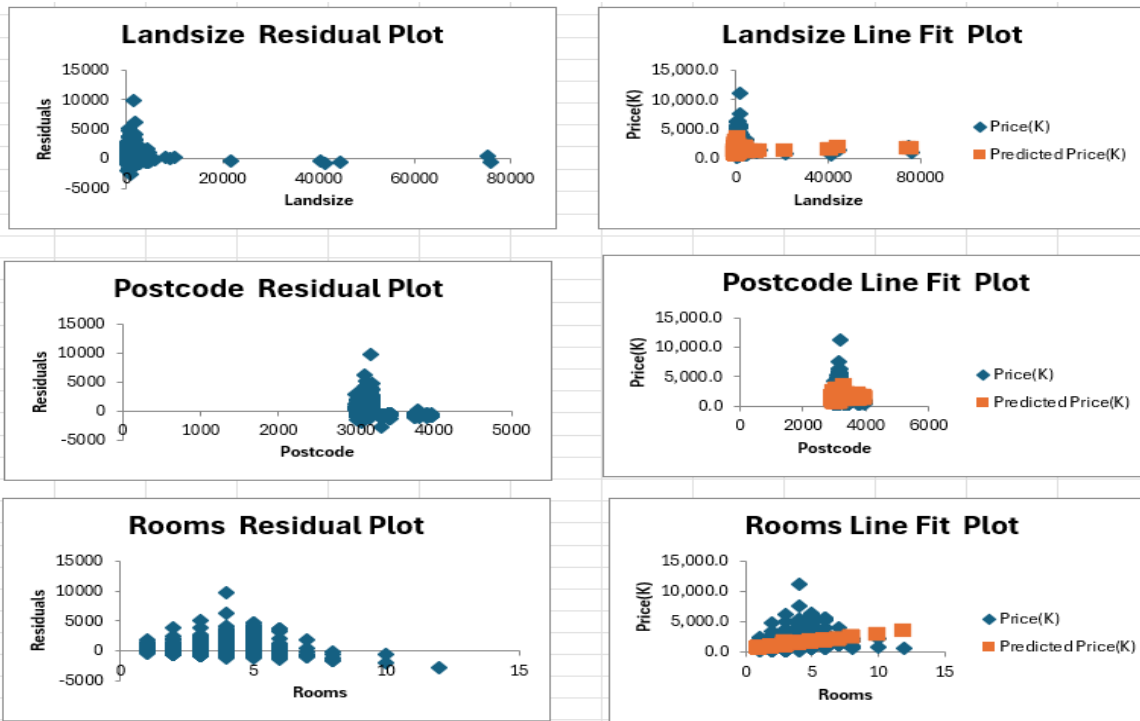 Landsize  Residual Plot
15000
10000
5000
0
-5000
Residuals
0
20000
40000
60000
80000
Landsize
Landsize Line Fit  Plot
15,000.0
10,000.0
5,000.0
0.0
Price(K)
0
40000
80000
Landsize
Price(K)
Predicted Price(K)
Postcode  Residual Plot
15000
10000
5000
0
-5000
Residuals
0
1000
2000
3000
4000
5000
Postcode
Postcode Line Fit  Plot
15,000.0
10,000.0
5,000.0
0.0
Price(K)
0
2000
4000
6000
Postcode
Price(K)
Predicted Price(K)
Rooms  Residual Plot
15000
10000
5000
0
-5000
Residuals
0
5
10
15
Rooms
Rooms Line Fit  Plot
15,000.0
10,000.0
5,000.0
0.0
Price(K)
0
5
10
15
Rooms
Price(K)
Predicted Price(K)